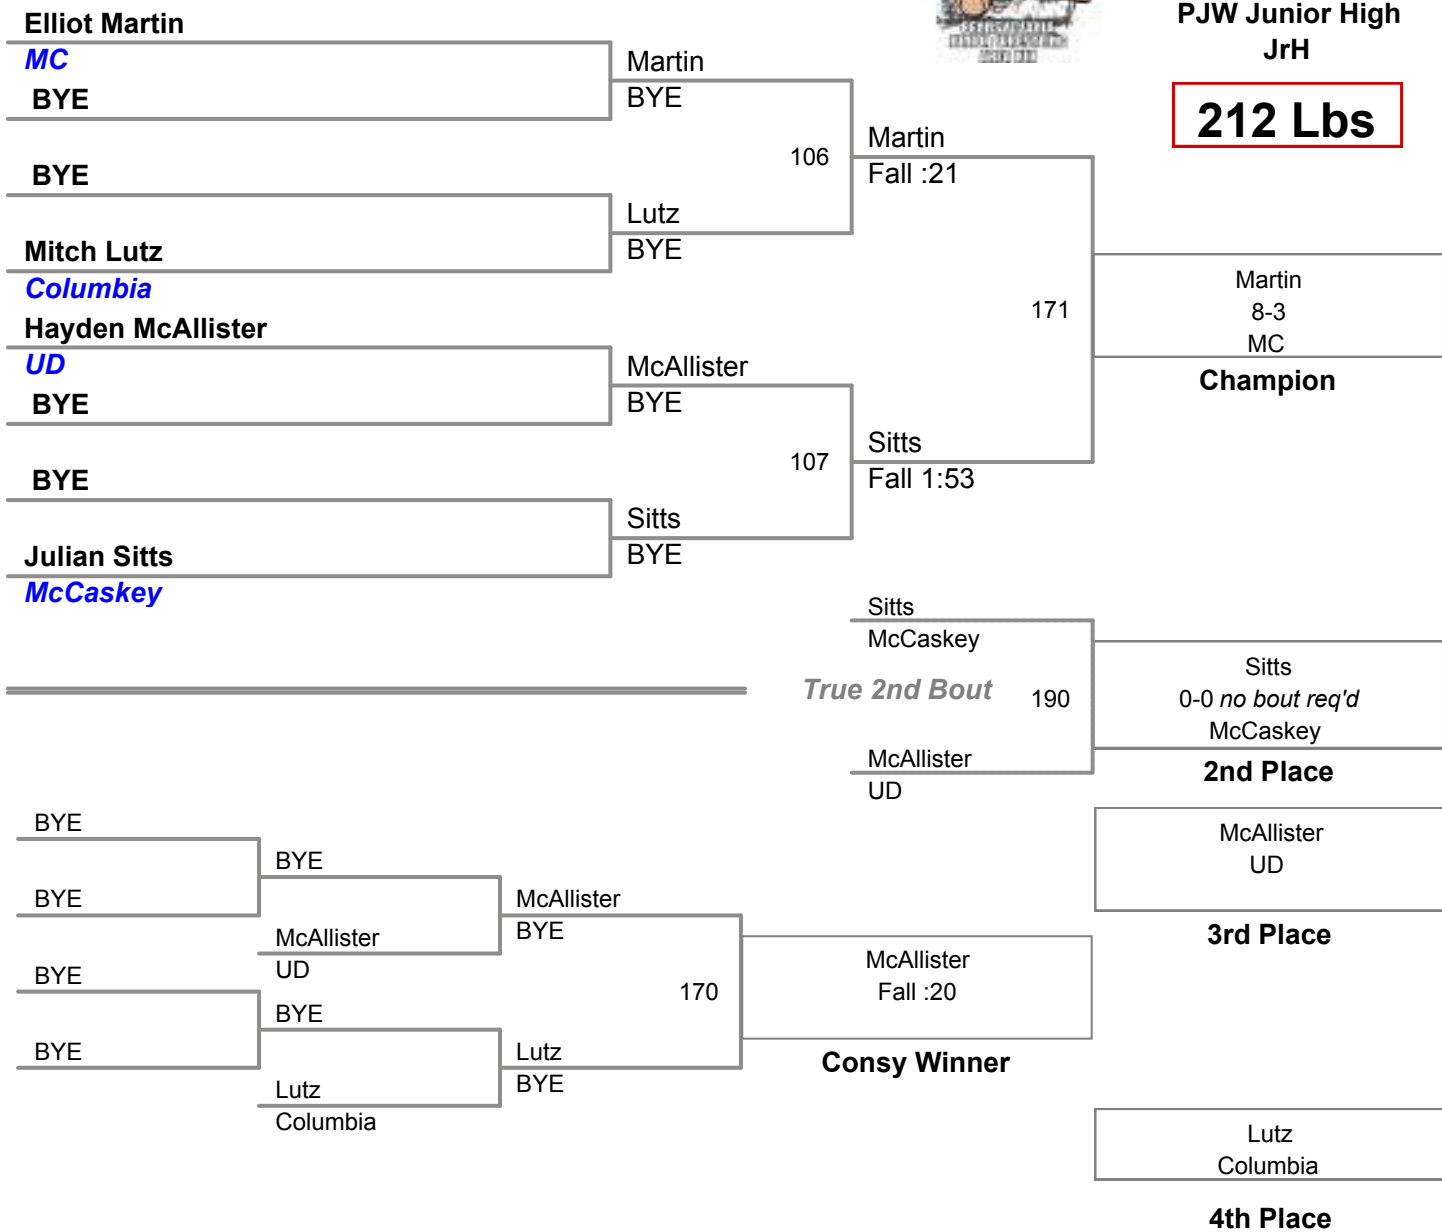 PJW Junior High
JrH
212 Lbs
Elliot Martin
MC
BYE
BYE
Mitch Lutz
Columbia
Hayden McAllister
UD
BYE
BYE
Julian Sitts
McCaskey
Martin
BYE
Lutz
BYE
McAllister
BYE
Sitts
BYE
106
107
Martin
Fall :21
Sitts
Fall 1:53
171
Martin
8-3
MC
Champion
Sitts
McCaskey
True 2nd Bout
190
McAllister
UD
Sitts
0-0 no bout req'd
McCaskey
2nd Place
McAllister
UD
3rd Place
BYE
BYE
BYE
BYE
BYE
McAllister
UD
BYE
Lutz
Columbia
McAllister
BYE
Lutz
BYE
170
McAllister
Fall :20
Consy Winner
Lutz
Columbia
4th Place